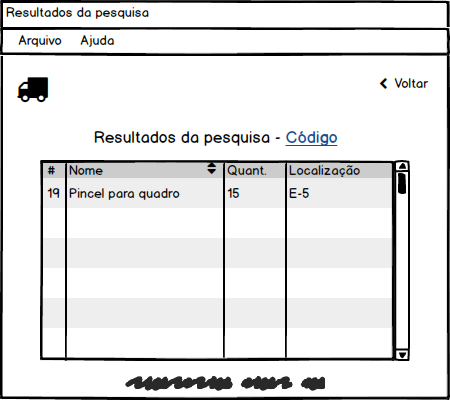 Resultados da pesquisa
Arquivo Ajuda
Voltar
Resultados da pesquisa - Código
# Nome Quant. Localização
19 Pincel para quadro 15 E-5